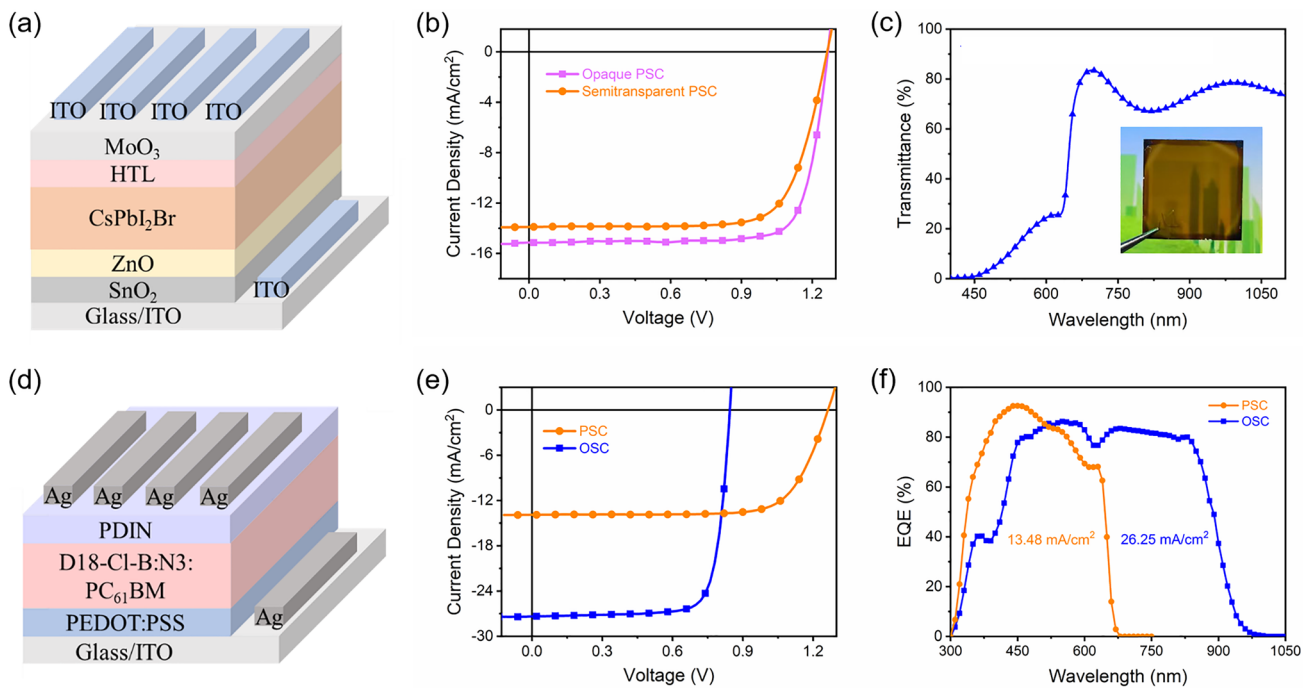 (a)
ITO
ITO
ITO
ITO
MoO₃
HTL
CsPbI₂Br
ZnO
SnO₂
ITO
Glass/ITO
(b)
Current Density (mA/cm²)
0
-4
-8
-12
-16
Opaque PSC
Semitransparent PSC
0.0 0.3 0.6 0.9 1.2
Voltage (V)
(c)
Transmittance (%)
100
80
60
40
20
0
450 600 750 900 1050
Wavelength (nm)
(d)
Ag
Ag
Ag
Ag
PDIN
D18-Cl-B:N3:
PC₆₁BM
PEDOT:PSS
Ag
Glass/ITO
(e)
Current Density (mA/cm²)
0
-6
-12
-18
-24
-30
PSC
OSC
0.0 0.3 0.6 0.9 1.2
Voltage (V)
(f)
EQE (%)
100
80
60
40
20
0
PSC
OSC
13.48 mA/cm²
26.25 mA/cm²
300 450 600 750 900 1050
Wavelength (nm)